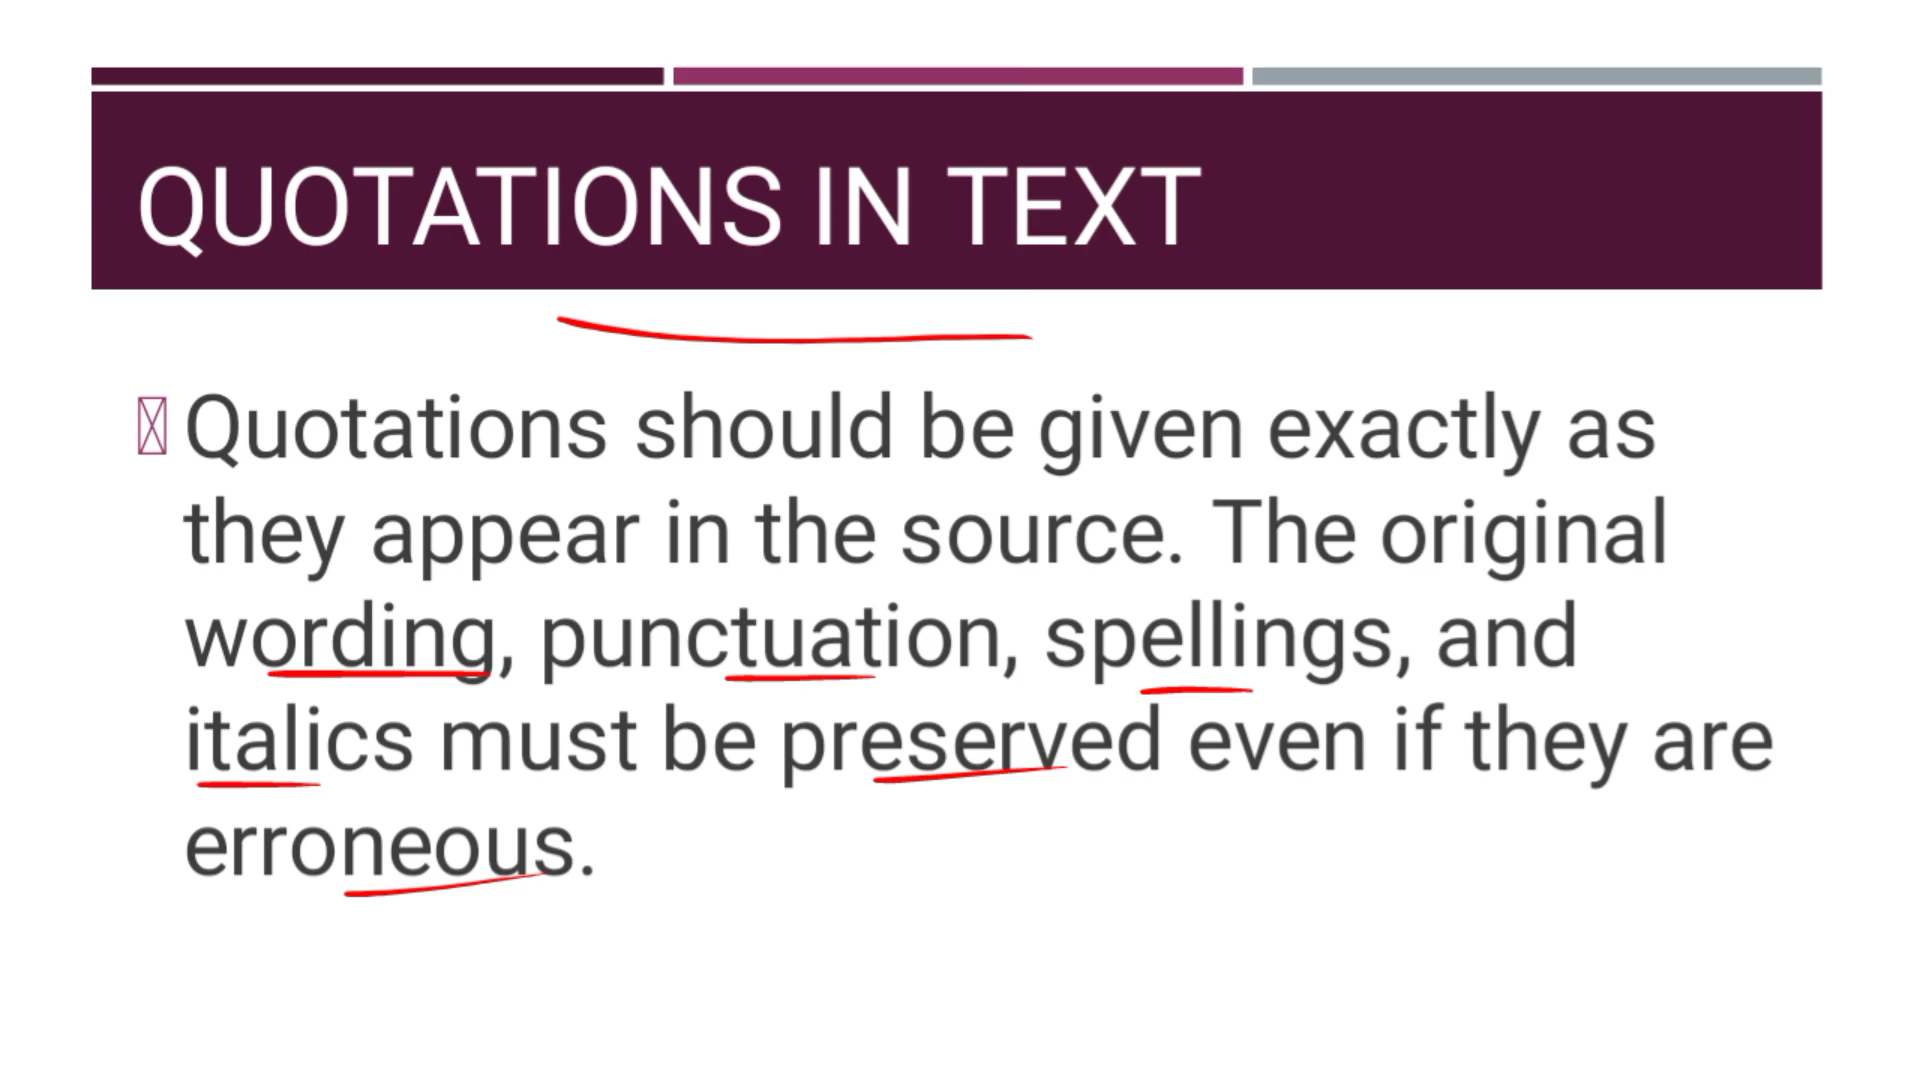 QUOTATIONS IN TEXT
Quotations should be given exactly as
they appear in the source. The original
wording, punctuation, spellings, and
italics must be preserved even if they are
erroneous.